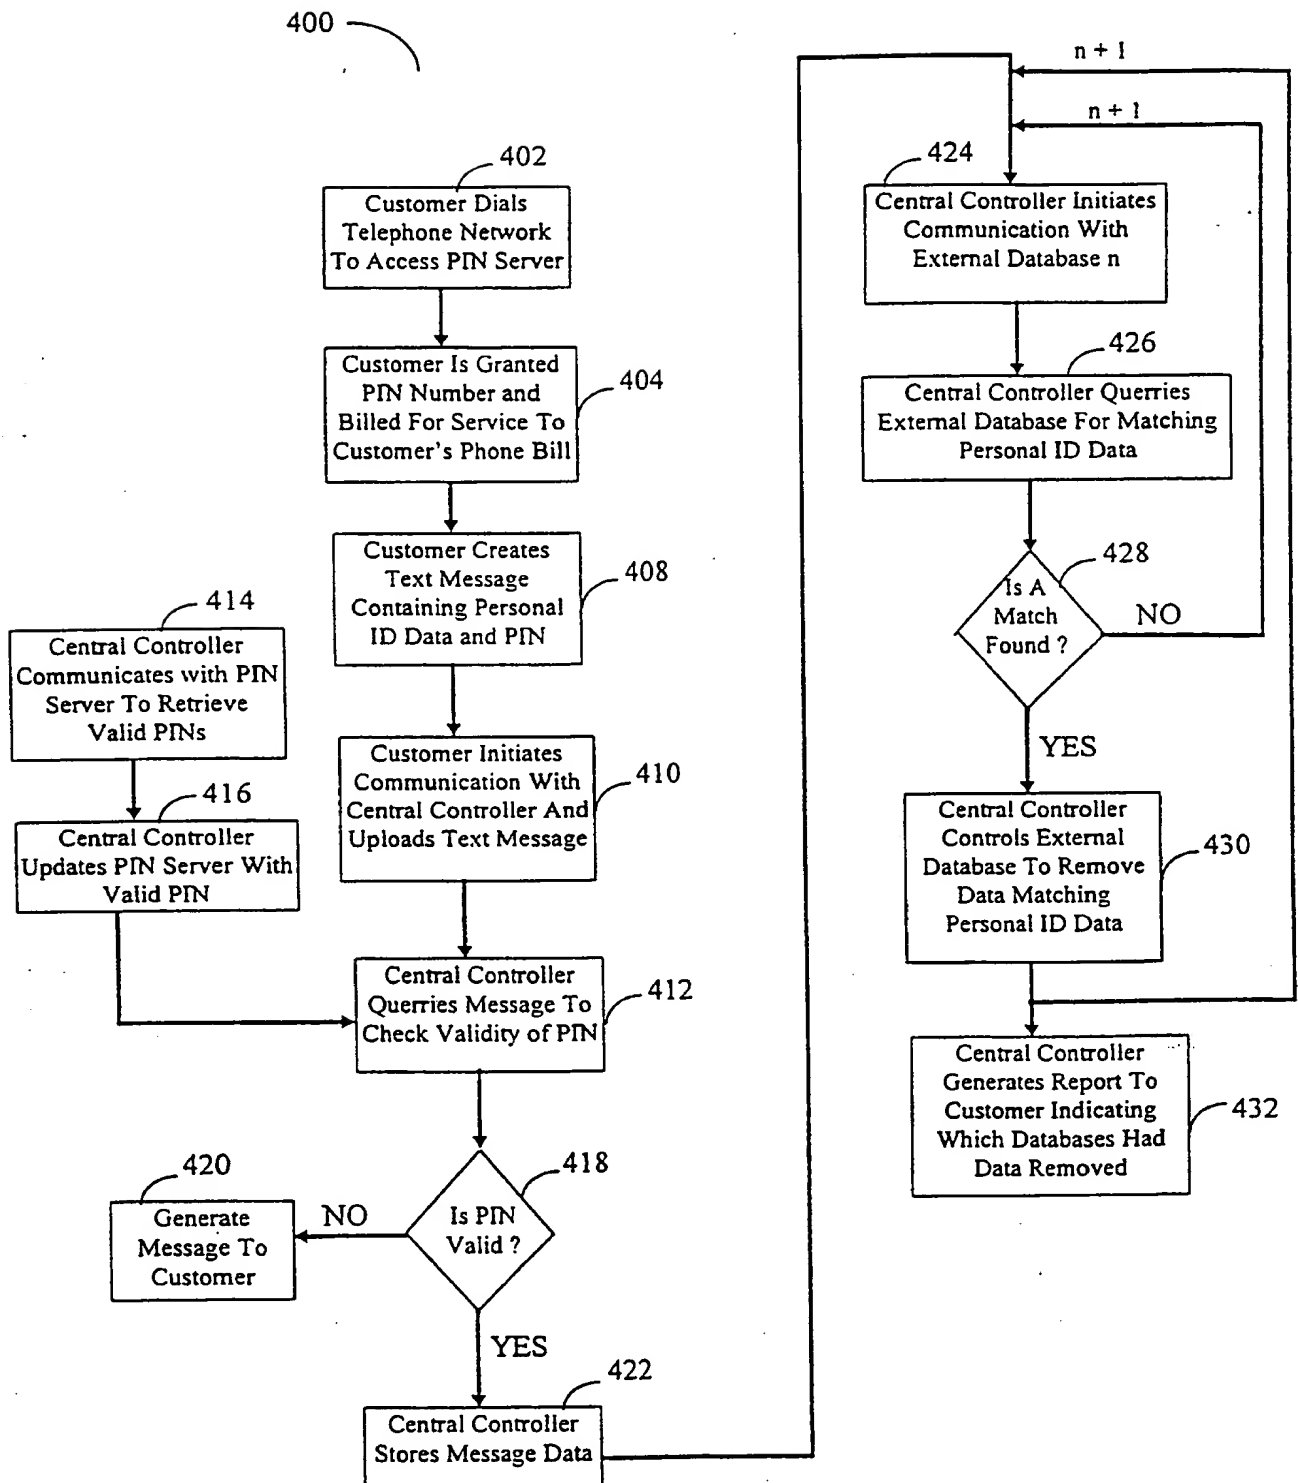 400
402
Customer Dials
Telephone Network
To Access PIN Server
Customer Is Granted
PIN Number and
Billed For Service To
Customer's Phone Bill
404
Customer Creates
Text Message
Containing Personal
ID Data and PIN
408
414
Central Controller
Communicates with PIN
Server To Retrieve
Valid PINs
416
Central Controller
Updates PIN Server With
Valid PIN
Customer Initiates
Communication With
Central Controller And
Uploads Text Message
410
Central Controller
Querries Message To
Check Validity of PIN
412
418
Is PIN
Valid ?
NO
420
Generate
Message To
Customer
YES
422
Central Controller
Stores Message Data
n + 1
n + 1
424
Central Controller Initiates
Communication With
External Database n
426
Central Controller Querries
External Database For Matching
Personal ID Data
428
Is A
Match
Found ?
NO
YES
Central Controller
Controls External
Database To Remove
Data Matching
Personal ID Data
430
Central Controller
Generates Report To
Customer Indicating
Which Databases Had
Data Removed
432